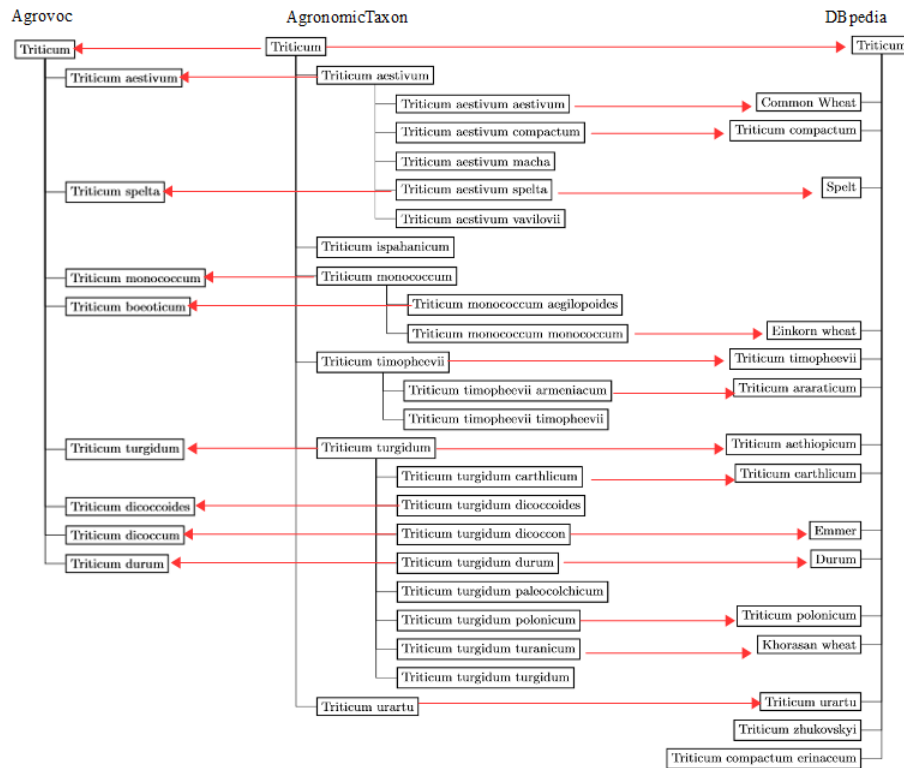 Agrovoc
AgronomicTaxon
DBpedia
Triticum
Triticum
Triticum
Triticum aestivum
Triticum aestivum
Triticum aestivum aestivum
Common Wheat
Triticum aestivum compactum
Triticum compactum
Triticum aestivum macha
Triticum spelta
Triticum aestivum spelta
Spelt
Triticum aestivum vavilovii
Triticum ispahanicum
Triticum monococcum
Triticum monococcum
Triticum boeoticum
Triticum monococcum aegilopoides
Triticum monococcum monococcum
Einkorn wheat
Triticum timopheevii
Triticum timopheevii
Triticum timopheevii armeniacum
Triticum araraticum
Triticum timopheevii timopheevii
Triticum turgidum
Triticum turgidum
Triticum aethiopicum
Triticum turgidum carthlicum
Triticum carthlicum
Triticum dicoccoides
Triticum turgidum dicoccoides
Triticum dicoccum
Triticum turgidum dicoccon
Emmer
Triticum durum
Triticum turgidum durum
Durum
Triticum turgidum paleocolchicum
Triticum turgidum polonicum
Triticum polonicum
Triticum turgidum turanicum
Khorasan wheat
Triticum turgidum turgidum
Triticum urartu
Triticum urartu
Triticum zhukovskyi
Triticum compactum erinaceum